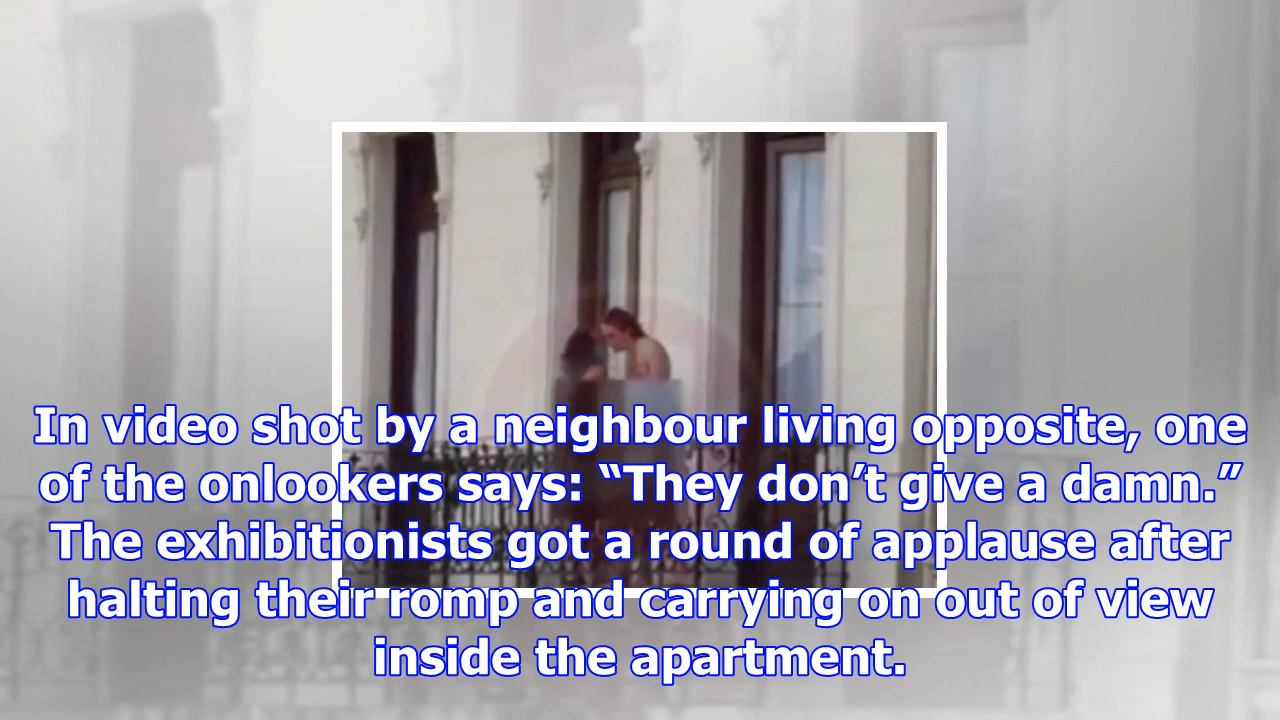 In video shot by a neighbour living opposite, one
of the onlookers says: “They don’t give a damn.”
The exhibitionists got a round of applause after
halting their romp and carrying on out of view
inside the apartment.